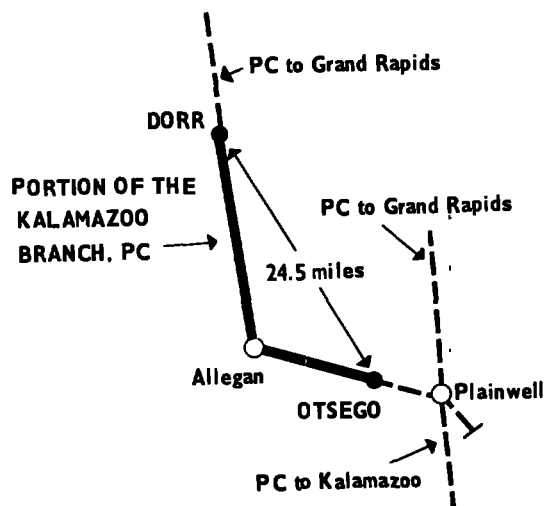 PC to Grand Rapids
DORR
PORTION OF THE
KALAMAZOO
BRANCH, PC
PC to Grand Rapids
24.5 miles
Allegan
OTSEGO
Plainwell
PC to Kalamazoo